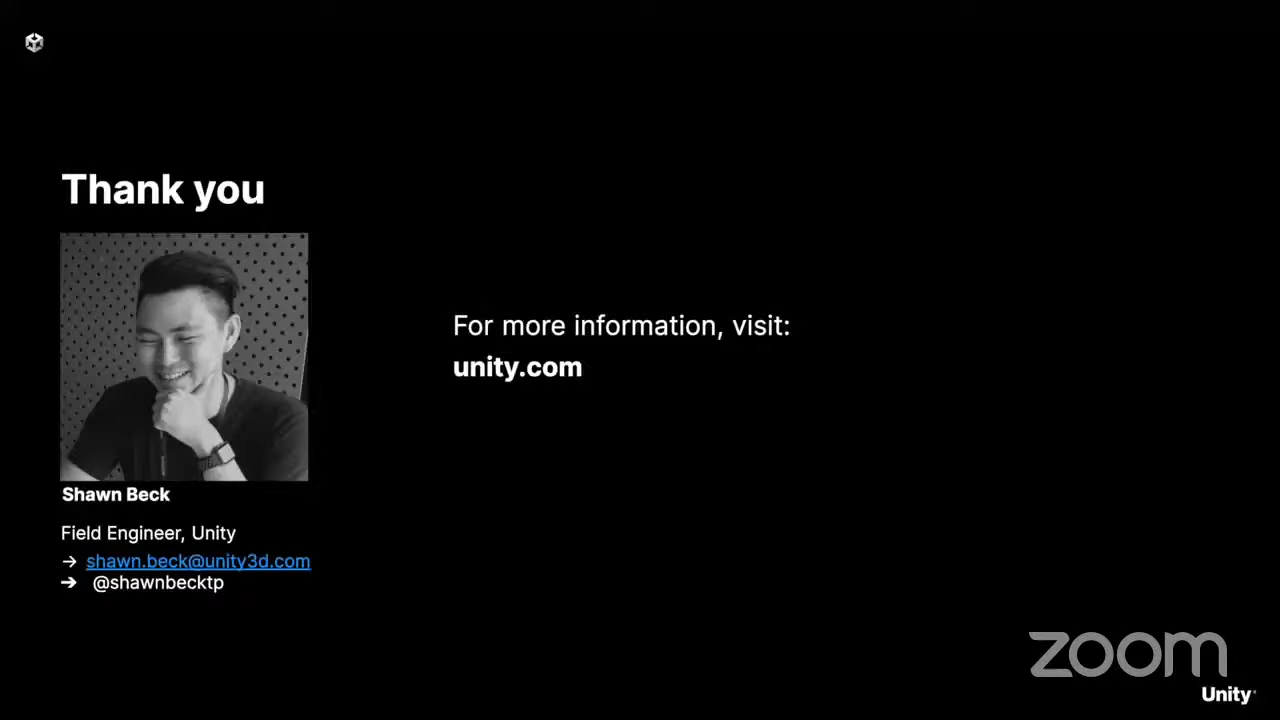 Thank you
For more information, visit:
unity.com
Shawn Beck
Field Engineer, Unity
→ shawn.beck@unity3d.com
→ @shawnbecktp
zoom
Unity